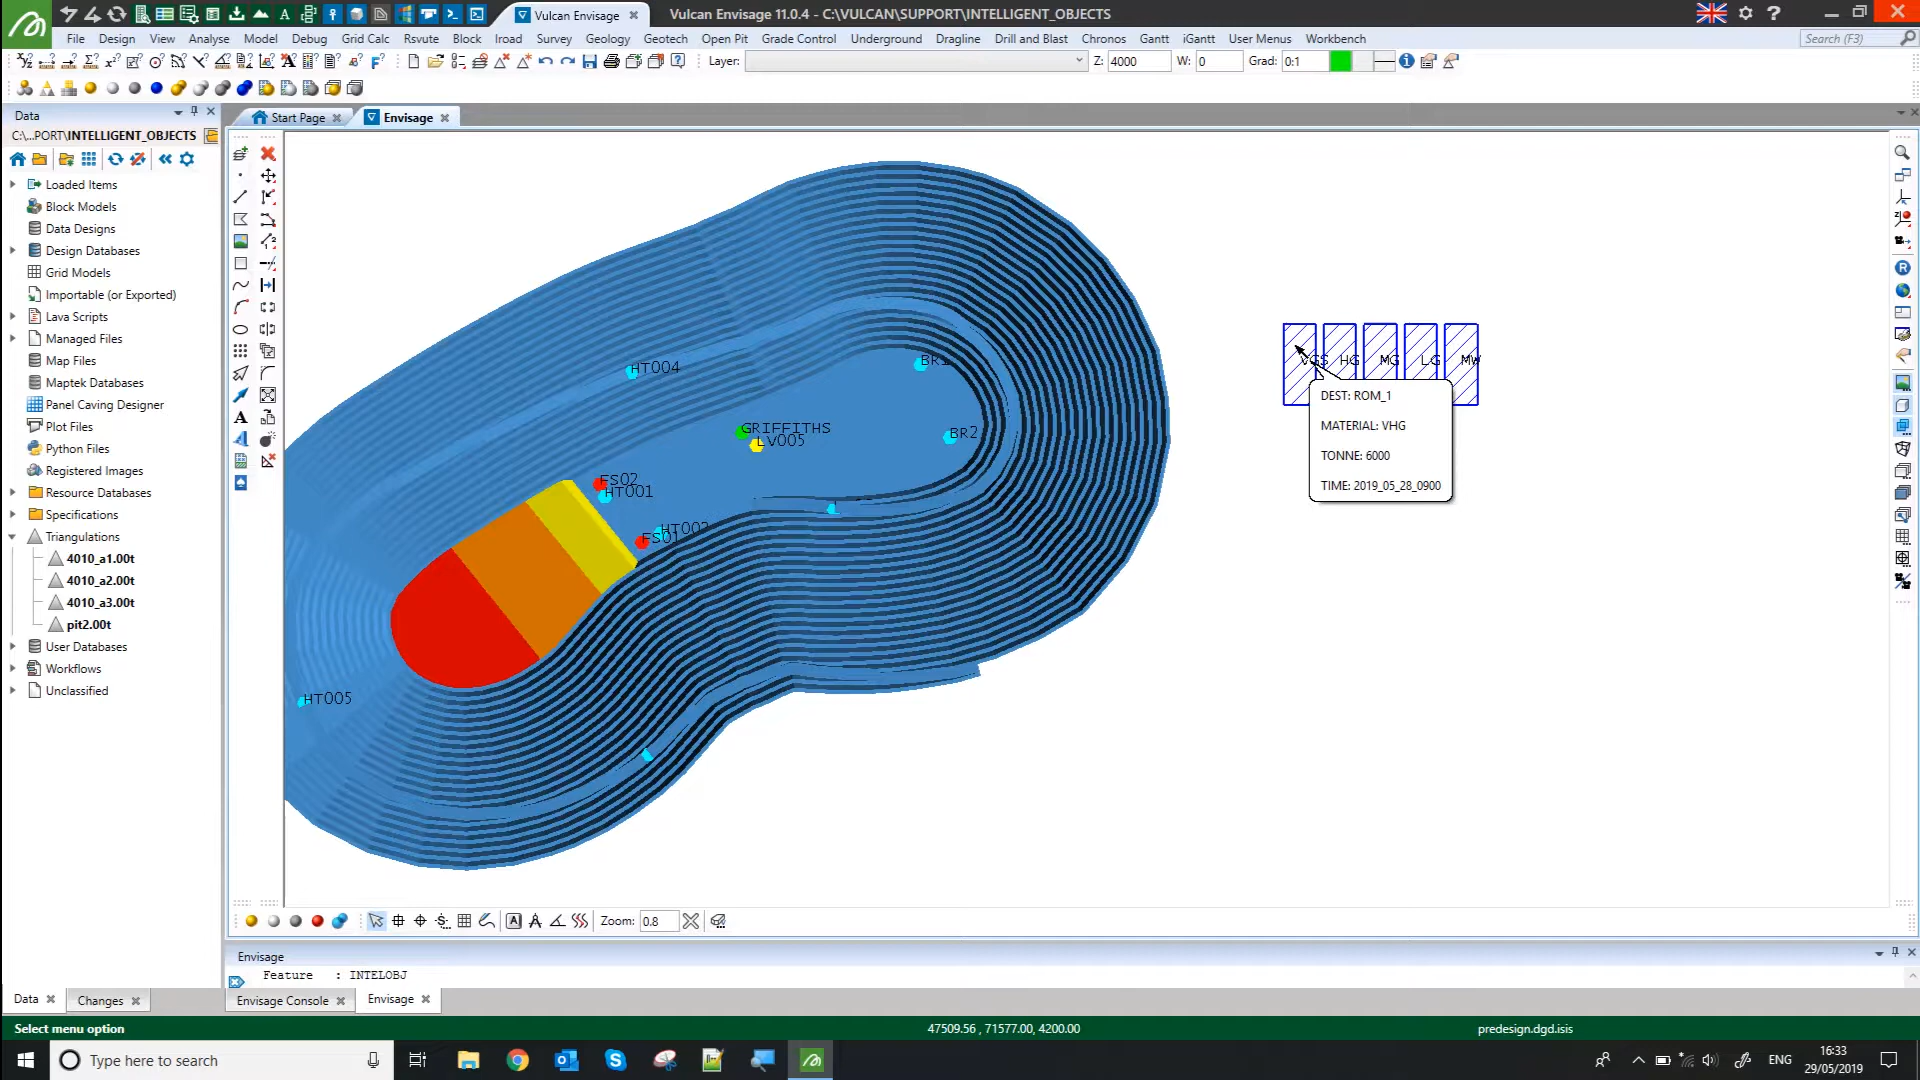 Vulcan Envisage
Vulcan Envisage 11.0.4 - C:\VULCAN\SUPPORT\INTELLIGENT_OBJECTS
File Design View Analyse Model Debug Grid Calc Rsvute Block Iroad Survey Geology Geotech Open Pit Grade Control Underground Dragline Drill and Blast Chronos Gantt iGantt User Menus Workbench
Search (F3)
Layer:
Z: 4000
W: 0
Grad: 0:1
Data
Start Page
Envisage
C:\...PORT\INTELLIGENT_OBJECTS
Loaded Items
Block Models
Data Designs
Design Databases
Grid Models
Importable (or Exported)
Lava Scripts
Managed Files
Map Files
Maptek Databases
Panel Caving Designer
Plot Files
Python Files
Registered Images
Resource Databases
Specifications
Triangulations
4010_a1.00t
4010_a2.00t
4010_a3.00t
pit2.00t
User Databases
Workflows
Unclassified
HT004
BR2
GRIFFITHS
LV005
FS02
HT001
HT002
FS01
HT005
HG MG LG MW
DEST: ROM_1
MATERIAL: VHG
TONNE: 6000
TIME: 2019_05_28_0900
Zoom: 0.8
Envisage
Feature : INTELOBJ
Data
Changes
Envisage Console
Envisage
Select menu option
47509.56 , 71577.00, 4200.00
predesign.dgd.isis
Type here to search
ENG
16:33
29/05/2019